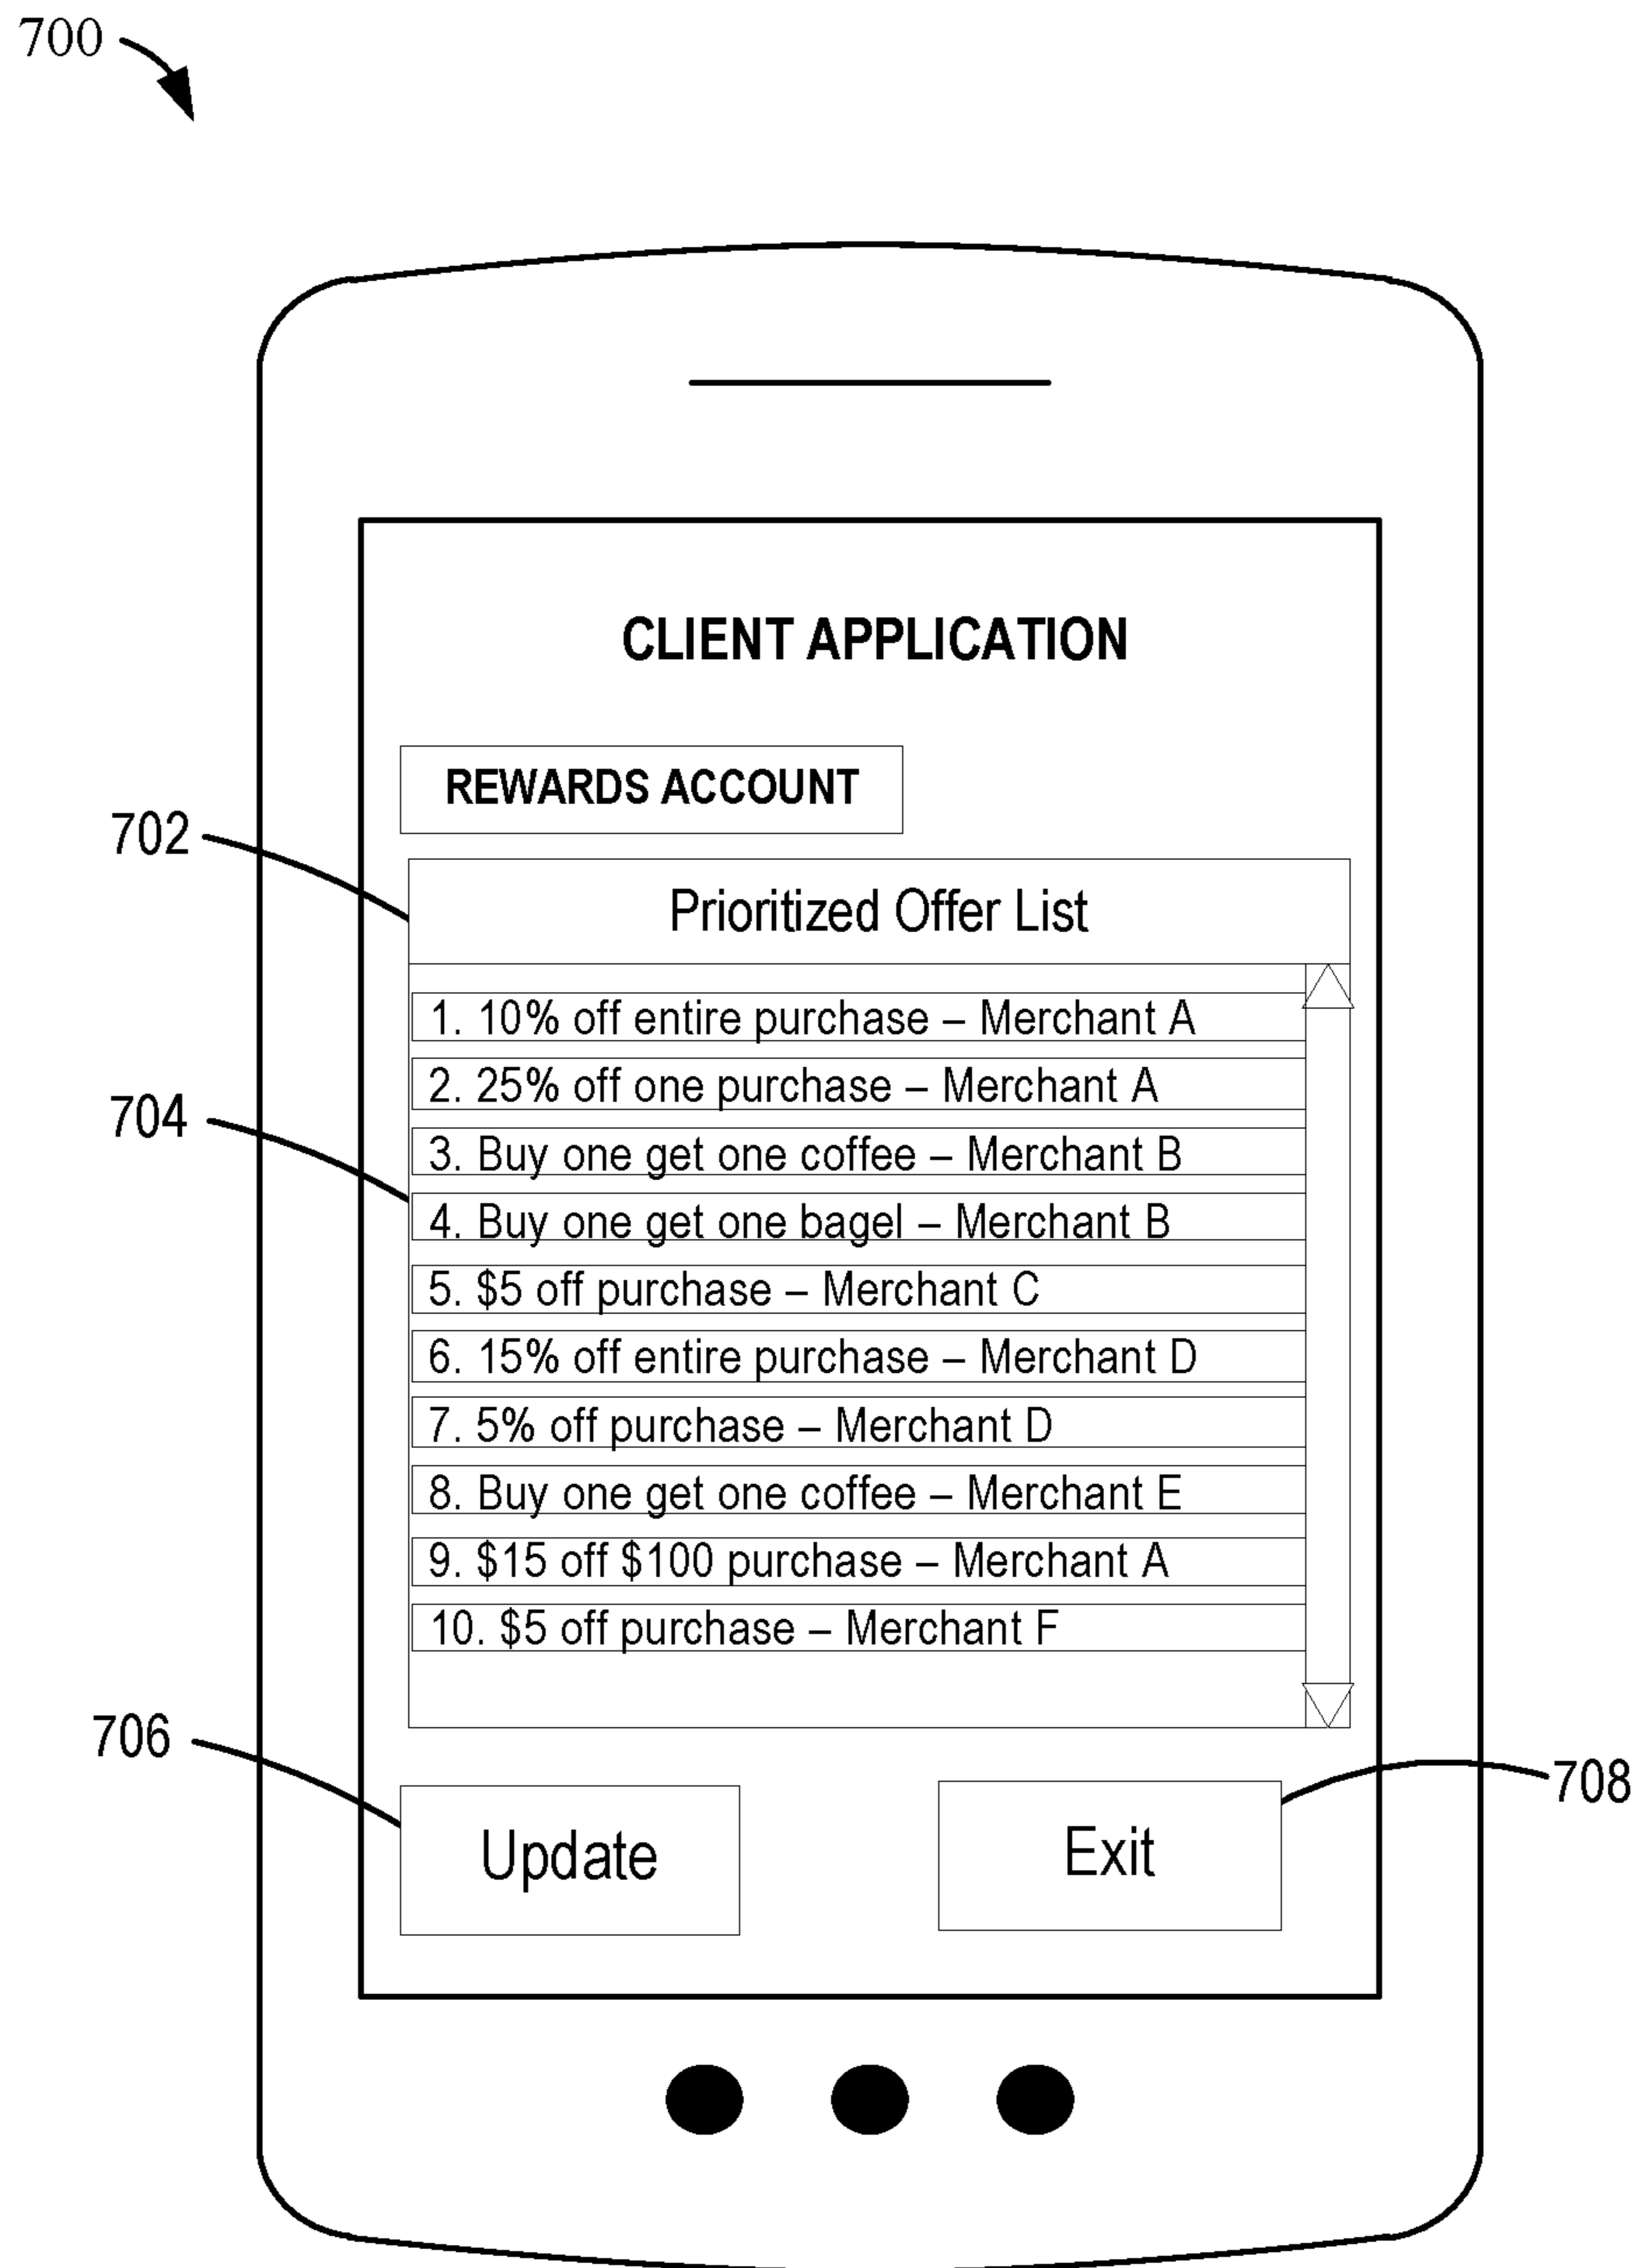 700
CLIENT APPLICATION
REWARDS ACCOUNT
702
Prioritized Offer List
1. 10% off entire purchase – Merchant A
2. 25% off one purchase – Merchant A
704
3. Buy one get one coffee – Merchant B
4. Buy one get one bagel – Merchant B
5. $5 off purchase – Merchant C
6. 15% off entire purchase – Merchant D
7. 5% off purchase – Merchant D
8. Buy one get one coffee – Merchant E
9. $15 off $100 purchase – Merchant A
10. $5 off purchase – Merchant F
706
708
Update
Exit